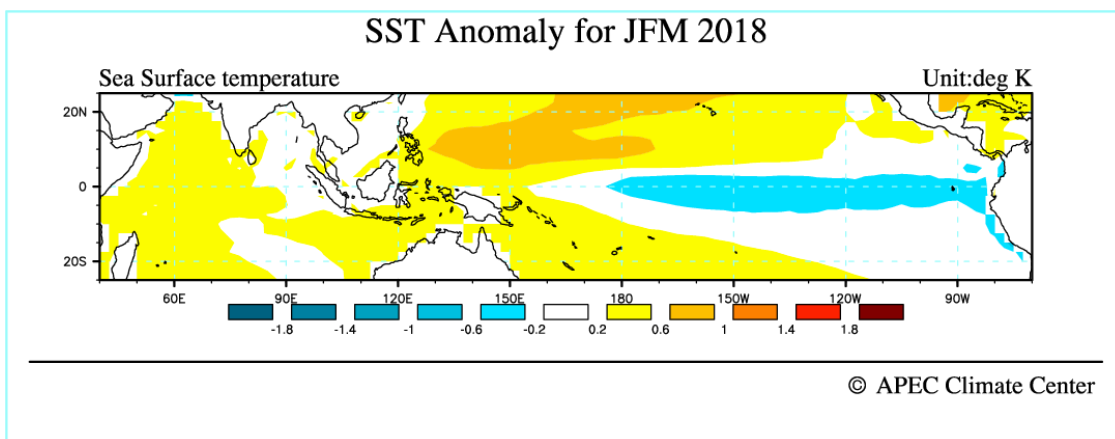 SST Anomaly for JFM 2018
Sea Surface temperature Unit:deg K
20N
0
20S
60E 90E 120E 150E 180 150W 120W 90W
-1.8 -1.4 -1 -0.6 -0.2 0.2 0.6 1 1.4 1.8
© APEC Climate Center